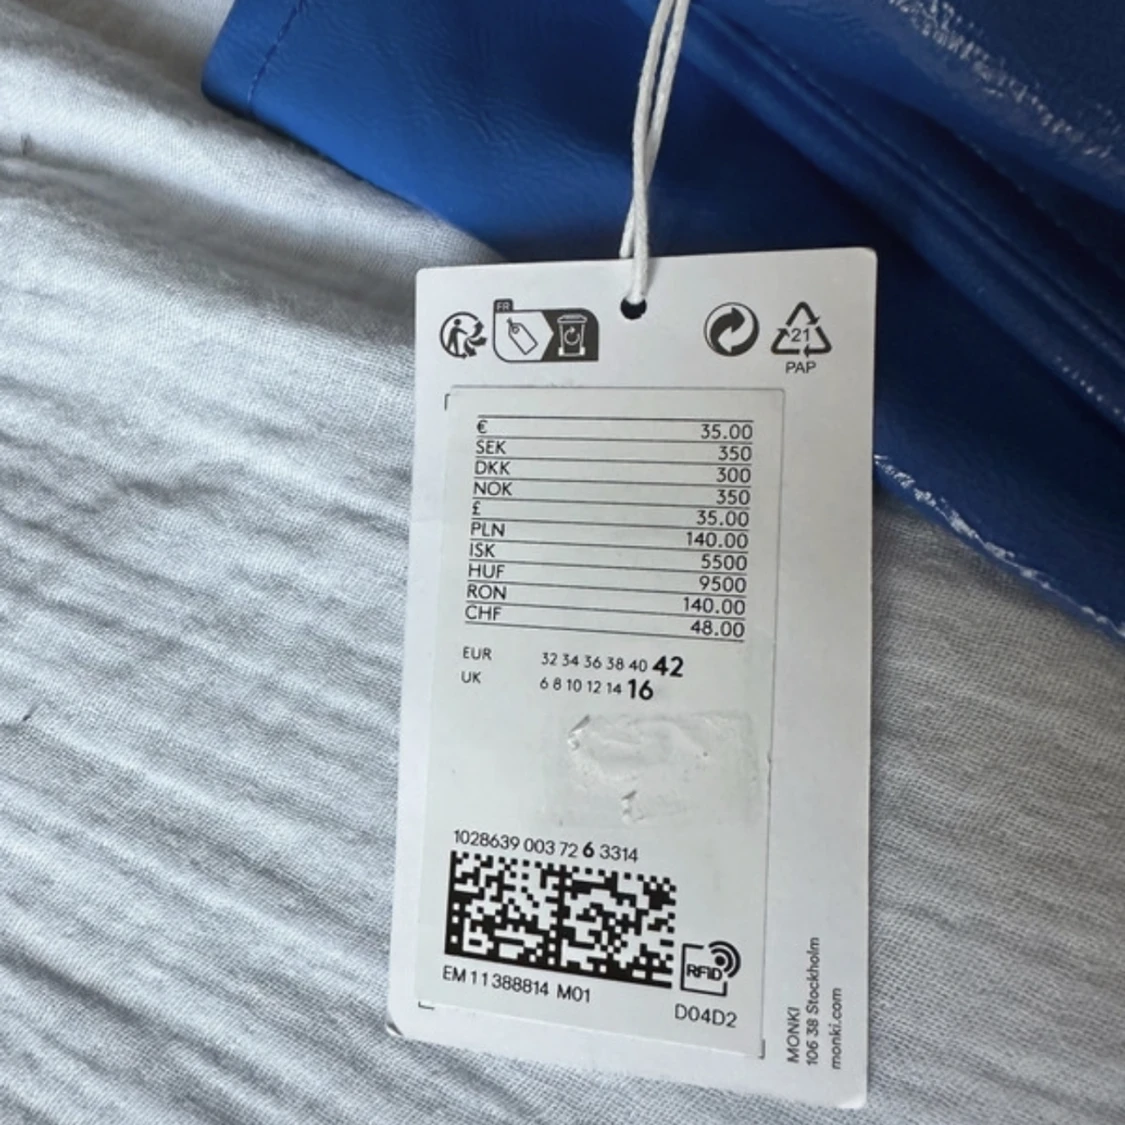 FR
21
PAP
€ 35.00
SEK 350
DKK 300
NOK 350
£ 35.00
PLN 140.00
ISK 5500
HUF 9500
RON 140.00
CHF 48.00
EUR 32 34 36 38 40 42
UK 6 8 10 12 14 16
1028639 003 72 6 3314
RFID
EM 11 388814 M01
D04D2
MONKI
106 38 Stockholm
monki.com